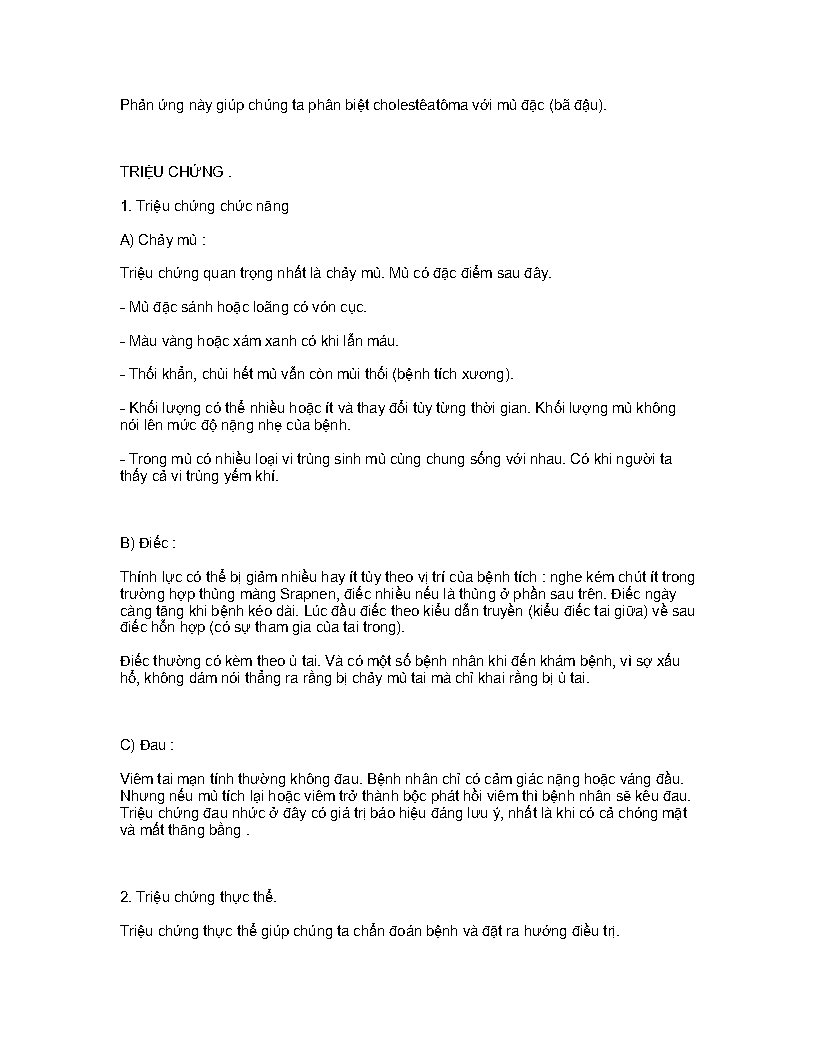 Phản ứng này giúp chúng ta phân biệt cholestêatôma với mủ đặc (bã đậu).
TRIỆU CHỨNG .
1. Triệu chứng chức năng
A) Chảy mủ :
Triệu chứng quan trọng nhất là chảy mủ. Mủ có đặc điểm sau đây.
- Mủ đặc sánh hoặc loãng có vón cục.
- Màu vàng hoặc xám xanh có khi lẫn máu.
- Thối khẳn, chùi hết mủ vẫn còn mùi thối (bệnh tích xương).
- Khối lượng có thể nhiều hoặc ít và thay đổi tùy từng thời gian. Khối lượng mủ không
nói lên mức độ nặng nhẹ của bệnh.
- Trong mủ có nhiều loại vi trùng sinh mủ cùng chung sống với nhau. Có khi người ta
thấy cả vi trùng yếm khí.
B) Điếc :
Thính lực có thể bị giảm nhiều hay ít tùy theo vị trí của bệnh tích : nghe kém chút ít trong
trường hợp thủng màng Srapnen, điếc nhiều nếu là thủng ở phần sau trên. Điếc ngày
càng tăng khi bệnh kéo dài. Lúc đầu điếc theo kiểu dẫn truyền (kiểu điếc tai giữa) về sau
điếc hỗn hợp (có sự tham gia của tai trong).
Điếc thường có kèm theo ù tai. Và có một số bệnh nhân khi đến khám bệnh, vì sợ xấu
hổ, không dám nói thẳng ra rằng bị chảy mủ tai mà chỉ khai rằng bị ù tai.
C) Đau :
Viêm tai mạn tính thường không đau. Bệnh nhân chỉ có cảm giác nặng hoặc váng đầu.
Nhưng nếu mủ tích lại hoặc viêm trở thành bộc phát hồi viêm thì bệnh nhân sẽ kêu đau.
Triệu chứng đau nhức ở đây có giá trị báo hiệu đáng lưu ý, nhất là khi có cả chóng mặt
và mất thăng bằng .
2. Triệu chứng thực thể.
Triệu chứng thực thể giúp chúng ta chẩn đoán bệnh và đặt ra hướng điều trị.